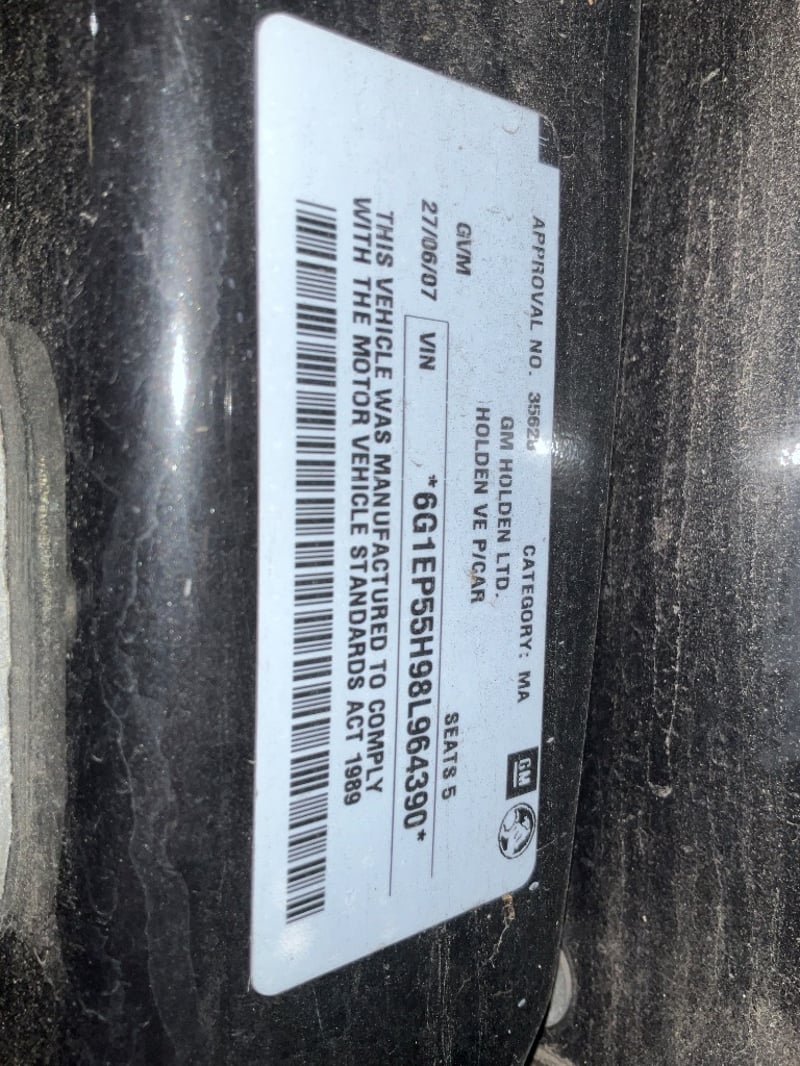 APPROVAL NO. CATEGORY: MA
GM
GM HOLDEN LTD.
HOLDEN VE P/CAR
GVM SEATS 5
27/06/07 VIN *6G1EP55H98L964390*
THIS VEHICLE WAS MANUFACTURED TO COMPLY
WITH THE MOTOR VEHICLE STANDARDS ACT 1989